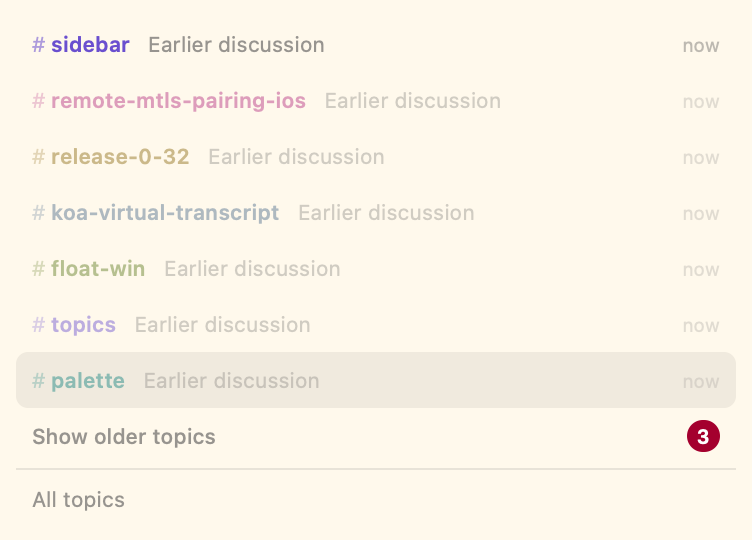 # sidebar Earlier discussion now
# remote-mtls-pairing-ios Earlier discussion now
# release-0-32 Earlier discussion now
# koa-virtual-transcript Earlier discussion now
# float-win Earlier discussion now
# topics Earlier discussion now
# palette Earlier discussion now
Show older topics 3
All topics